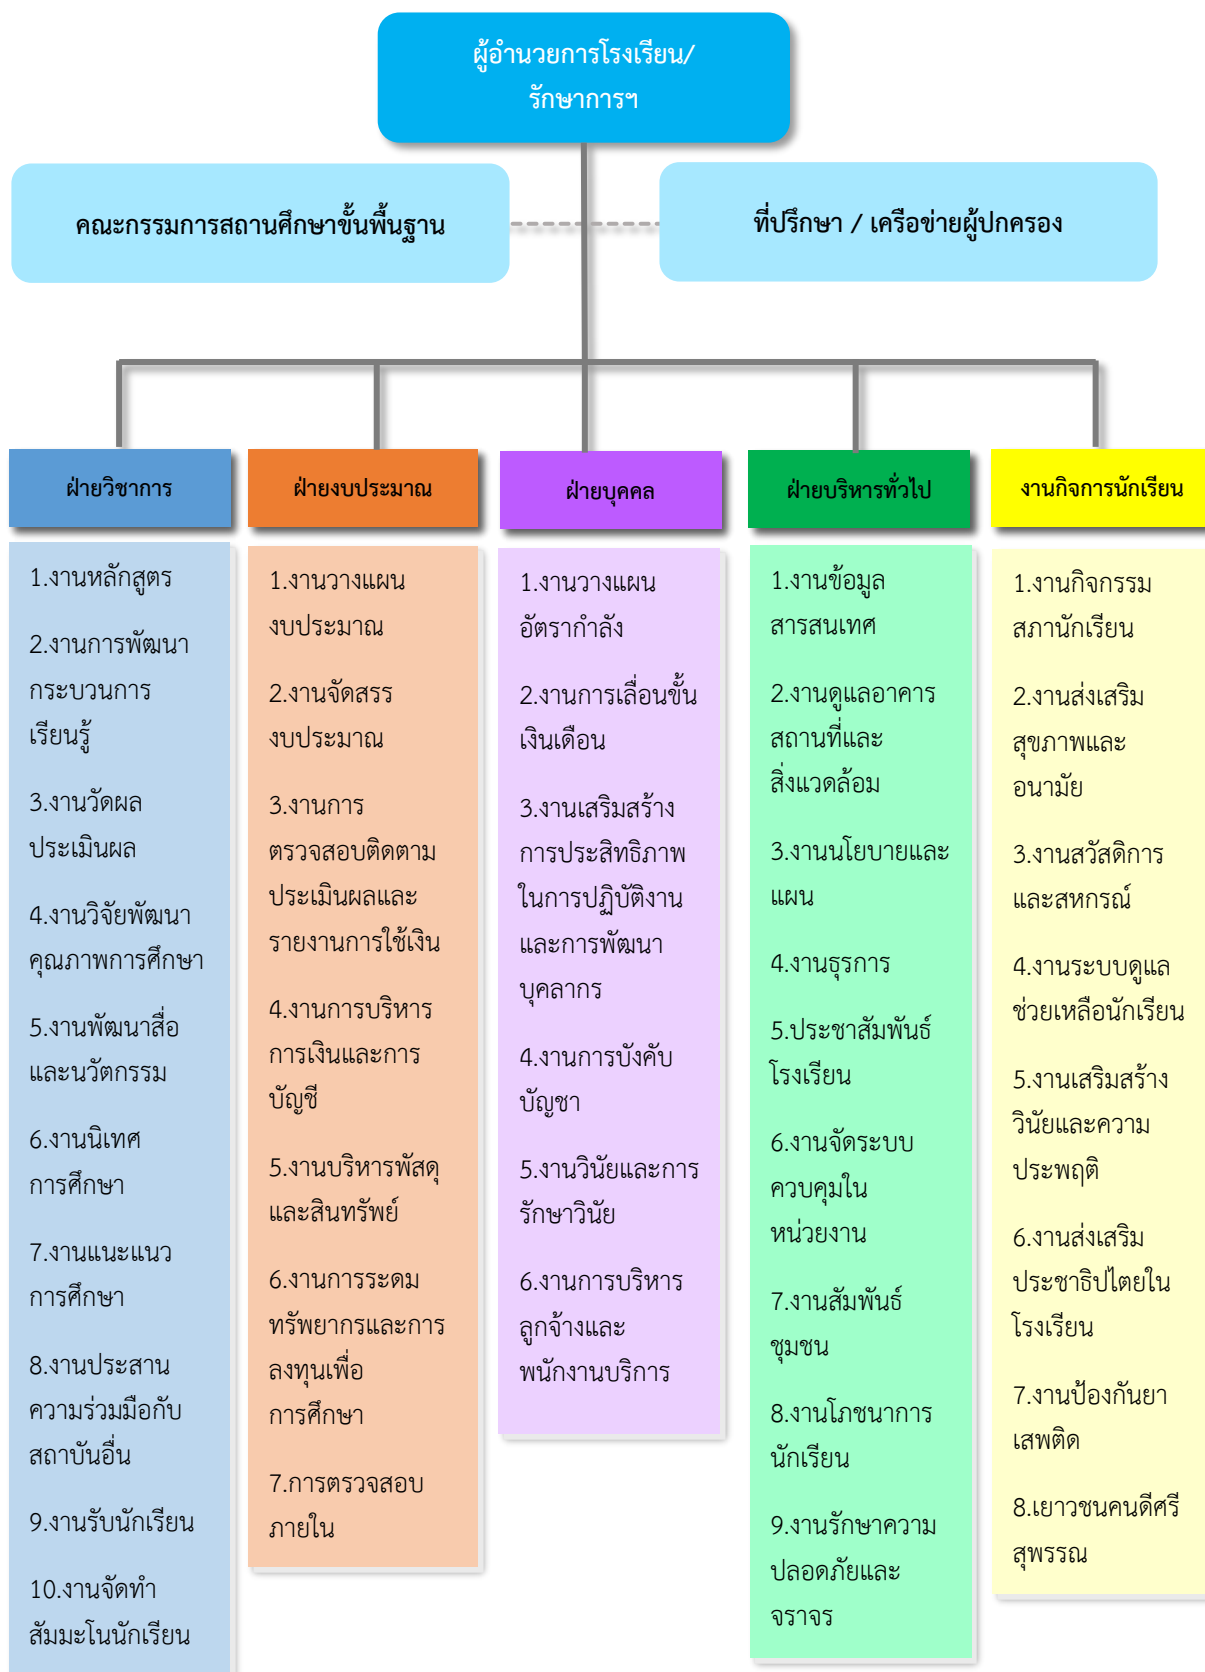 ผู้อำนวยการโรงเรียน/
รักษาการฯ
คณะกรรมการสถานศึกษาขั้นพื้นฐาน
ที่ปรึกษา / เครือข่ายผู้ปกครอง
ฝ่ายวิชาการ
1.งานหลักสูตร
2.งานการพัฒนา
กระบวนการ
เรียนรู้
3.งานวัดผล
ประเมินผล
4.งานวิจัยพัฒนา
คุณภาพการศึกษา
5.งานพัฒนาสื่อ
และนวัตกรรม
6.งานนิเทศ
การศึกษา
7.งานแนะแนว
การศึกษา
8.งานประสาน
ความร่วมมือกับ
สถาบันอื่น
9.งานรับนักเรียน
10.งานจัดทำ
สัมมะโนนักเรียน
ฝ่ายงบประมาณ
1.งานวางแผน
งบประมาณ
2.งานจัดสรร
งบประมาณ
3.งานการ
ตรวจสอบติดตาม
ประเมินผลและ
รายงานการใช้เงิน
4.งานการบริหาร
การเงินและการ
บัญชี
5.งานบริหารพัสดุ
และสินทรัพย์
6.งานการระดม
ทรัพยากรและการ
ลงทุนเพื่อ
การศึกษา
7.การตรวจสอบ
ภายใน
ฝ่ายบุคคล
1.งานวางแผน
อัตรากำลัง
2.งานการเลื่อนขั้น
เงินเดือน
3.งานเสริมสร้าง
การประสิทธิภาพ
ในการปฏิบัติงาน
และการพัฒนา
บุคลากร
4.งานการบังคับ
บัญชา
5.งานวินัยและการ
รักษาวินัย
6.งานการบริหาร
ลูกจ้างและ
พนักงานบริการ
ฝ่ายบริหารทั่วไป
1.งานข้อมูล
สารสนเทศ
2.งานดูแลอาคาร
สถานที่และ
สิ่งแวดล้อม
3.งานนโยบายและ
แผน
4.งานธุรการ
5.ประชาสัมพันธ์
โรงเรียน
6.งานจัดระบบ
ควบคุมใน
หน่วยงาน
7.งานสัมพันธ์
ชุมชน
8.งานโภชนาการ
นักเรียน
9.งานรักษาความ
ปลอดภัยและ
จราจร
งานกิจการนักเรียน
1.งานกิจกรรม
สภานักเรียน
2.งานส่งเสริม
สุขภาพและ
อนามัย
3.งานสวัสดิการ
และสหกรณ์
4.งานระบบดูแล
ช่วยเหลือนักเรียน
5.งานเสริมสร้าง
วินัยและความ
ประพฤติ
6.งานส่งเสริม
ประชาธิปไตยใน
โรงเรียน
7.งานป้องกันยา
เสพติด
8.เยาวชนคนดีศรี
สุพรรณ